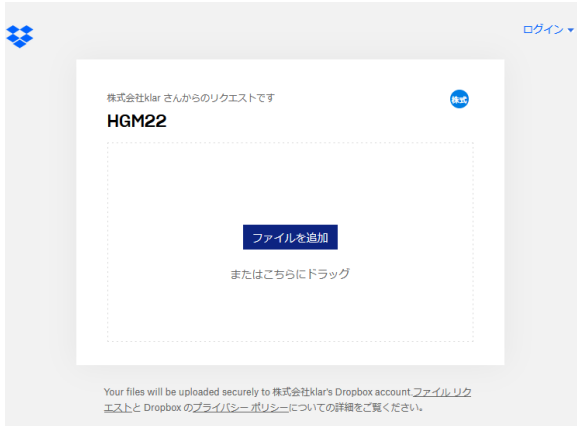 ログイン
株式会社klar さんからのリクエストです
株式
HGM22
ファイルを追加
またはこちらにドラッグ
Your files will be uploaded securely to 株式会社klar's Dropbox account.ファイル リク
エストと Dropbox のプライバシー ポリシーについての詳細をご覧ください。